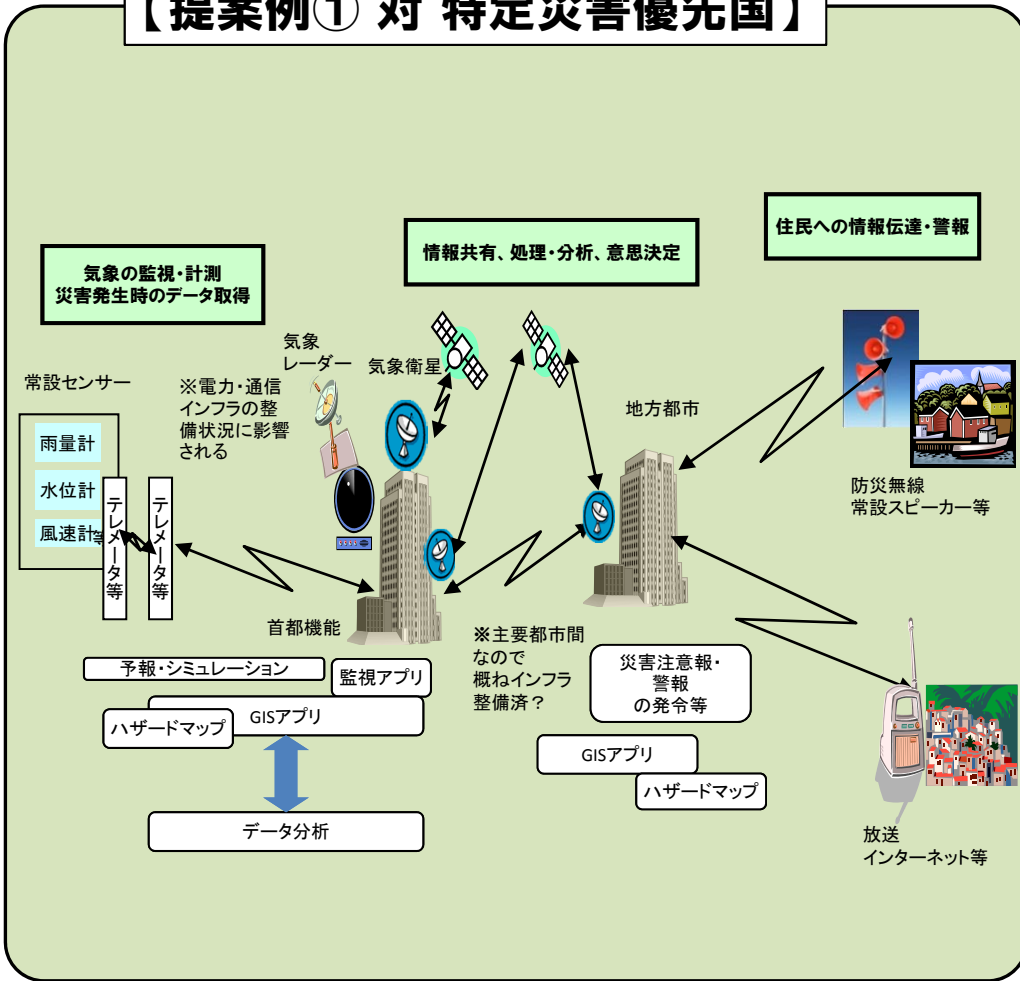 【提案例① 対 特定災害優先国】
気象の監視・計測
災害発生時のデータ取得
情報共有、処理・分析、意思決定
住民への情報伝達・警報
常設センサー
雨量計
水位計
風速計等
テレメータ等
テレメータ等
※電力・通信
インフラの整
備状況に影響
される
気象
レーダー
気象衛星
首都機能
地方都市
防災無線
常設スピーカー等
予報・シミュレーション
監視アプリ
GISアプリ
ハザードマップ
データ分析
※主要都市間
なので
概ねインフラ
整備済？
災害注意報・
警報
の発令等
GISアプリ
ハザードマップ
放送
インターネット等